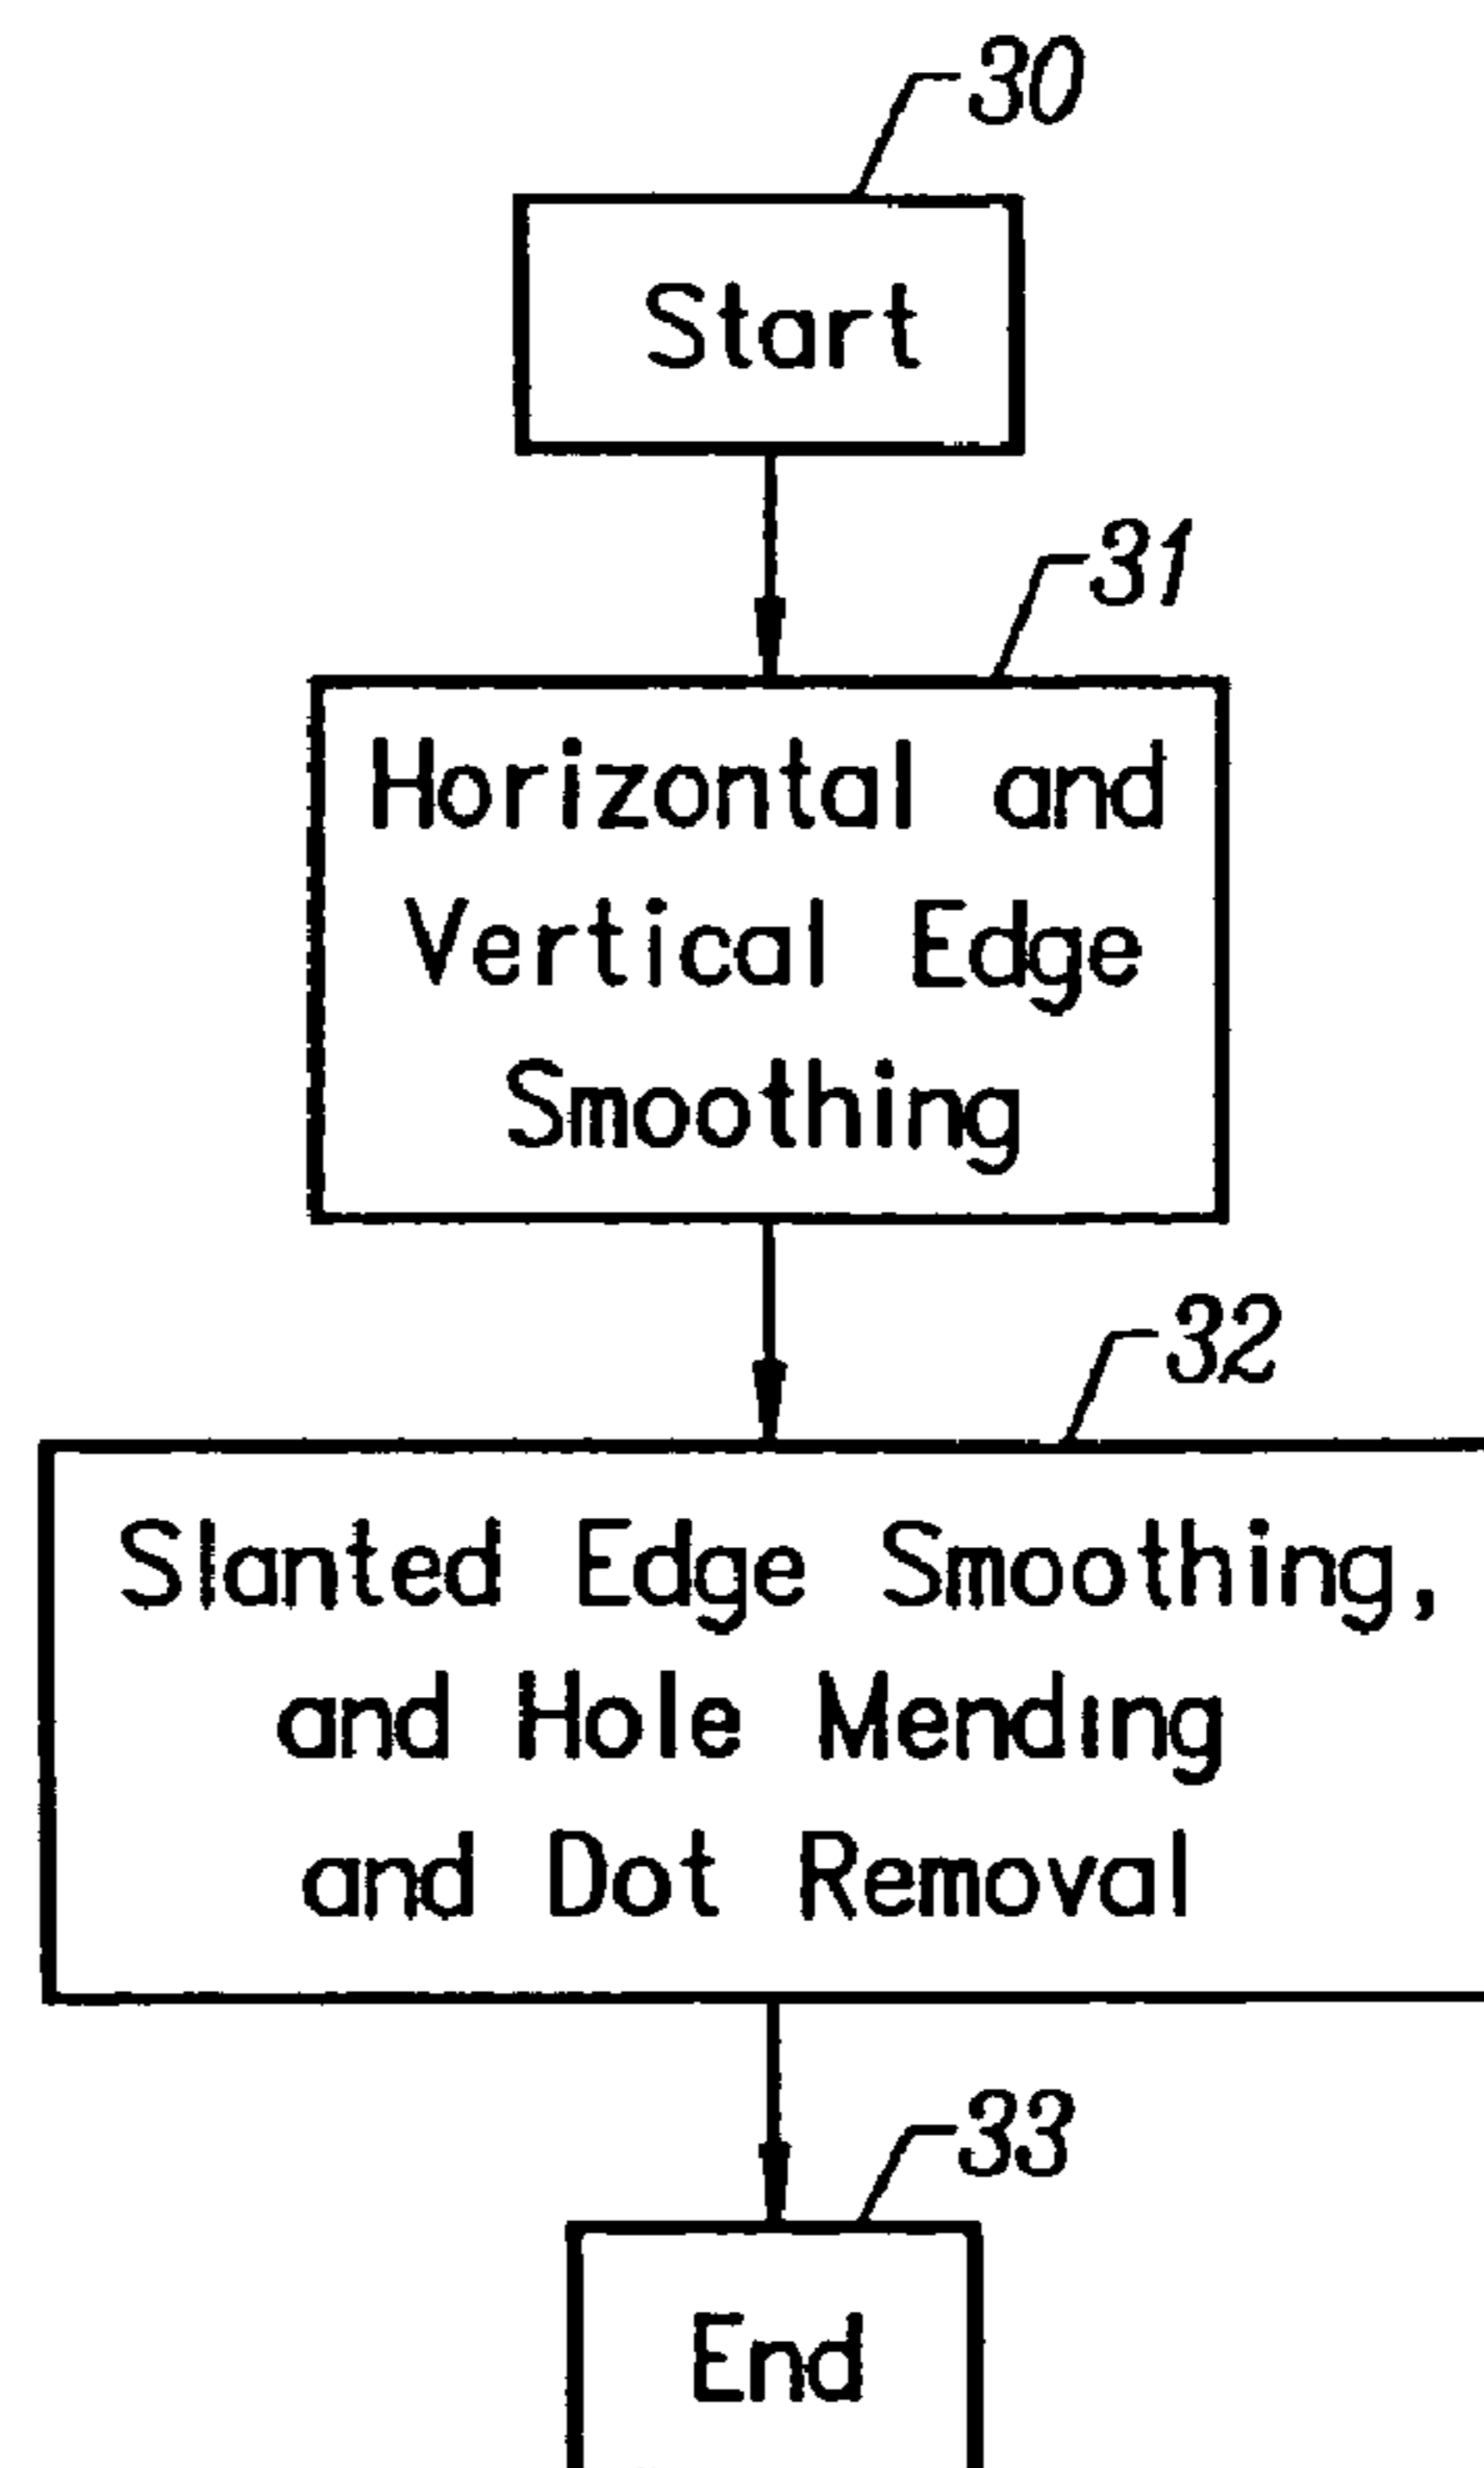 30
Start
31
Horizontal and
Vertical Edge
Smoothing
32
Slanted Edge Smoothing,
and Hole Mending
and Dot Removal
33
End